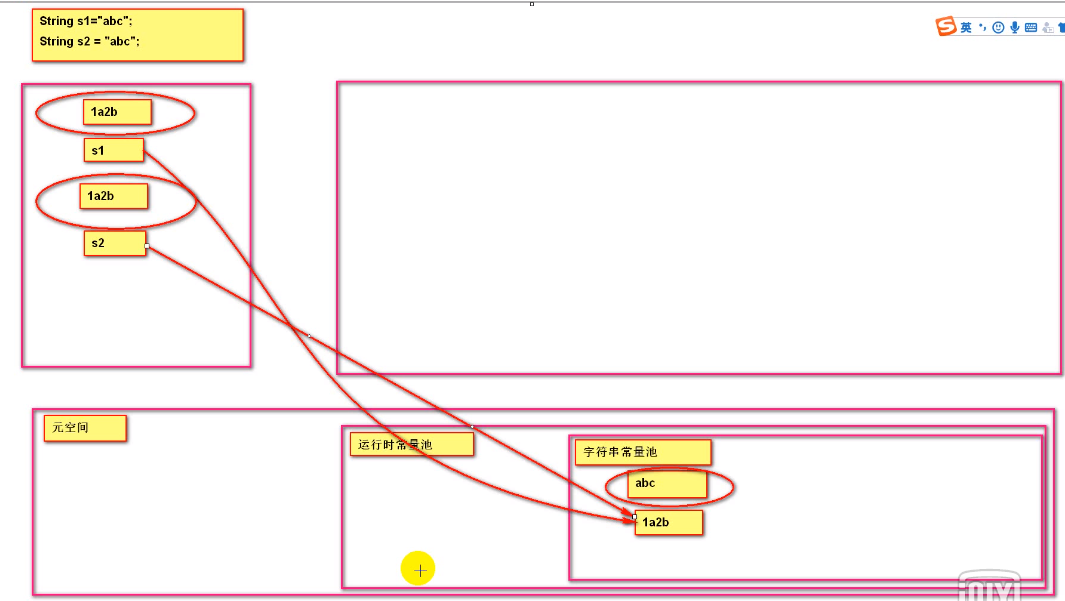 String s1="abc";
String s2 = "abc";
英
1a2b
s1
1a2b
s2
元空间
运行时常量池
字符串常量池
abc
1a2b
iQIYI